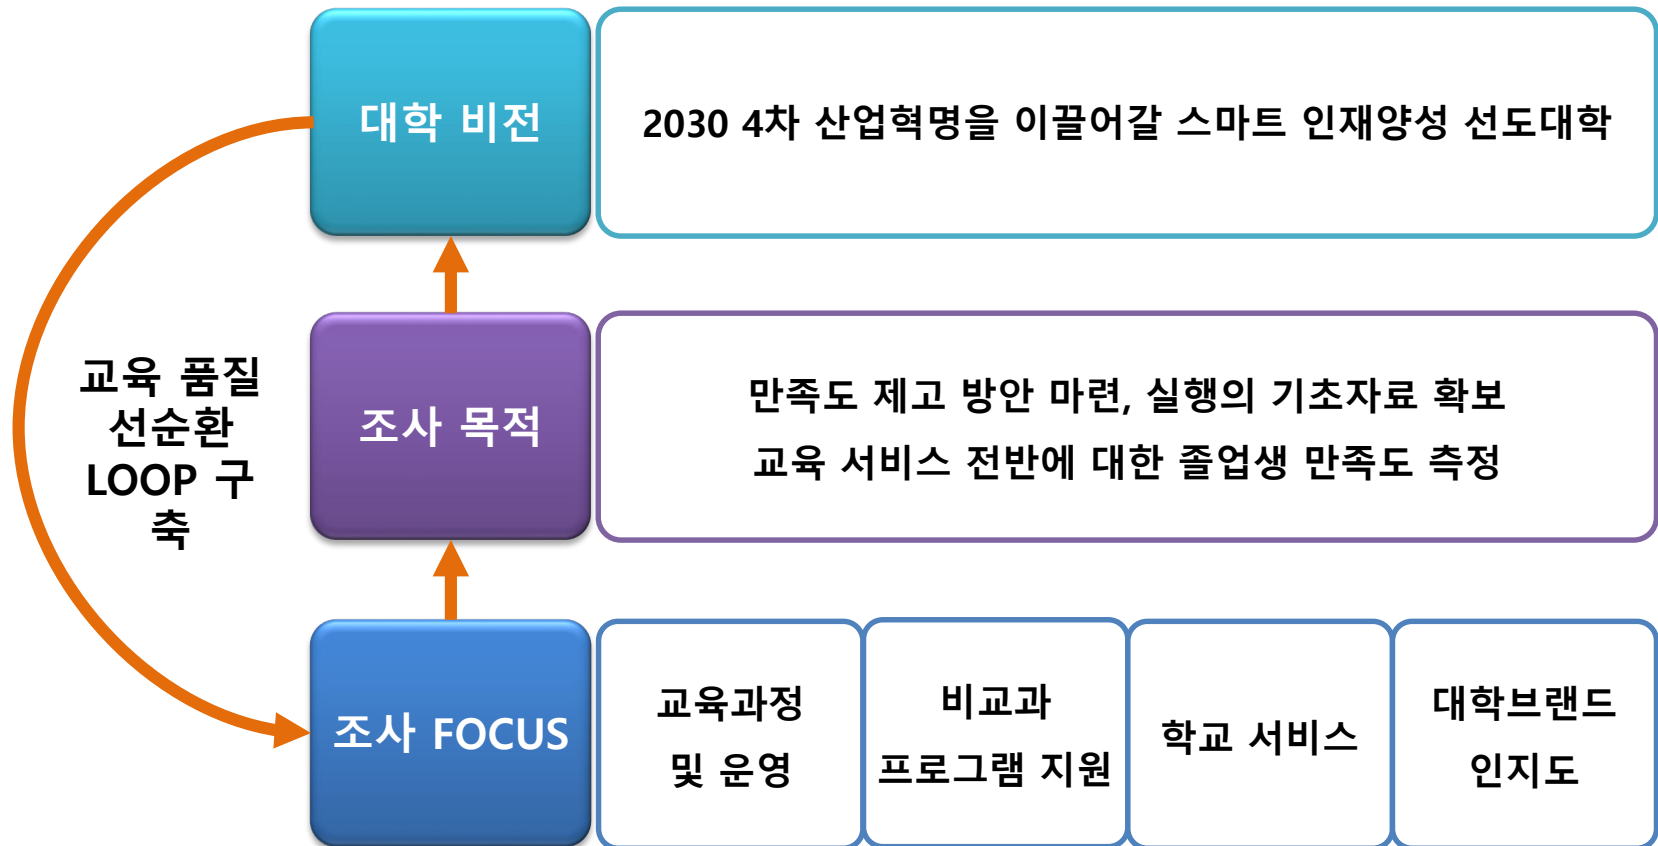 대학 비전
2030 4차 산업혁명을 이끌어갈 스마트 인재양성 선도대학
교육 품질
선순환
LOOP 구
축
조사 목적
만족도 제고 방안 마련, 실행의 기초자료 확보
교육 서비스 전반에 대한 졸업생 만족도 측정
조사 FOCUS
교육과정
및 운영
비교과
프로그램 지원
학교 서비스
대학브랜드
인지도